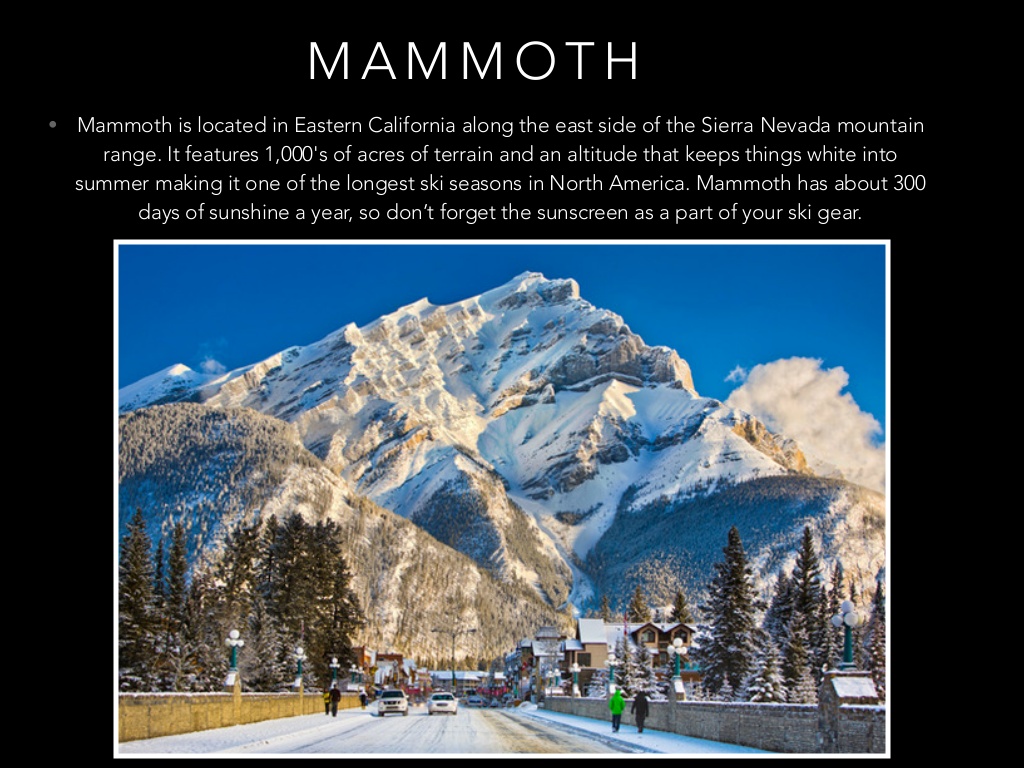 MAMMOTH
• Mammoth is located in Eastern California along the east side of the Sierra Nevada mountain
range. It features 1,000's of acres of terrain and an altitude that keeps things white into
summer making it one of the longest ski seasons in North America. Mammoth has about 300
days of sunshine a year, so don’t forget the sunscreen as a part of your ski gear.